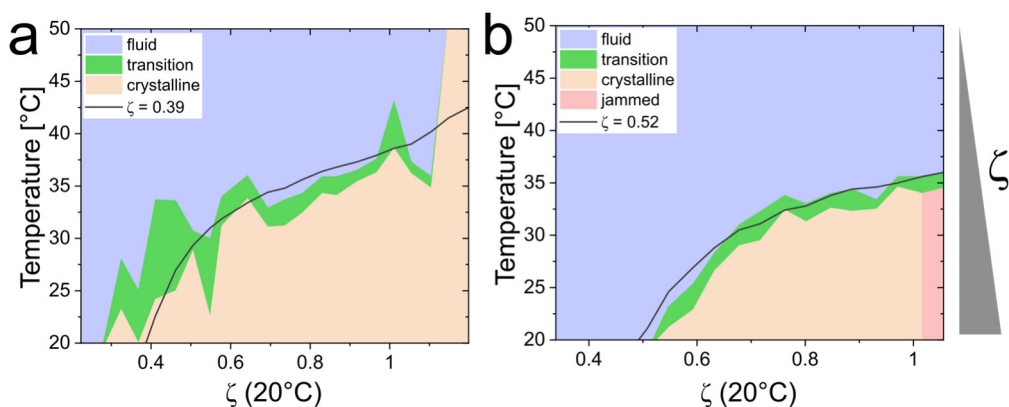 a
50
45
40
35
30
25
20
Temperature [°C]
fluid
transition
crystalline
ζ = 0.39
0.4
0.6
0.8
1
ζ (20°C)
b
50
45
40
35
30
25
20
Temperature [°C]
fluid
transition
crystalline
jammed
ζ = 0.52
0.4
0.6
0.8
1
ζ (20°C)
ζ